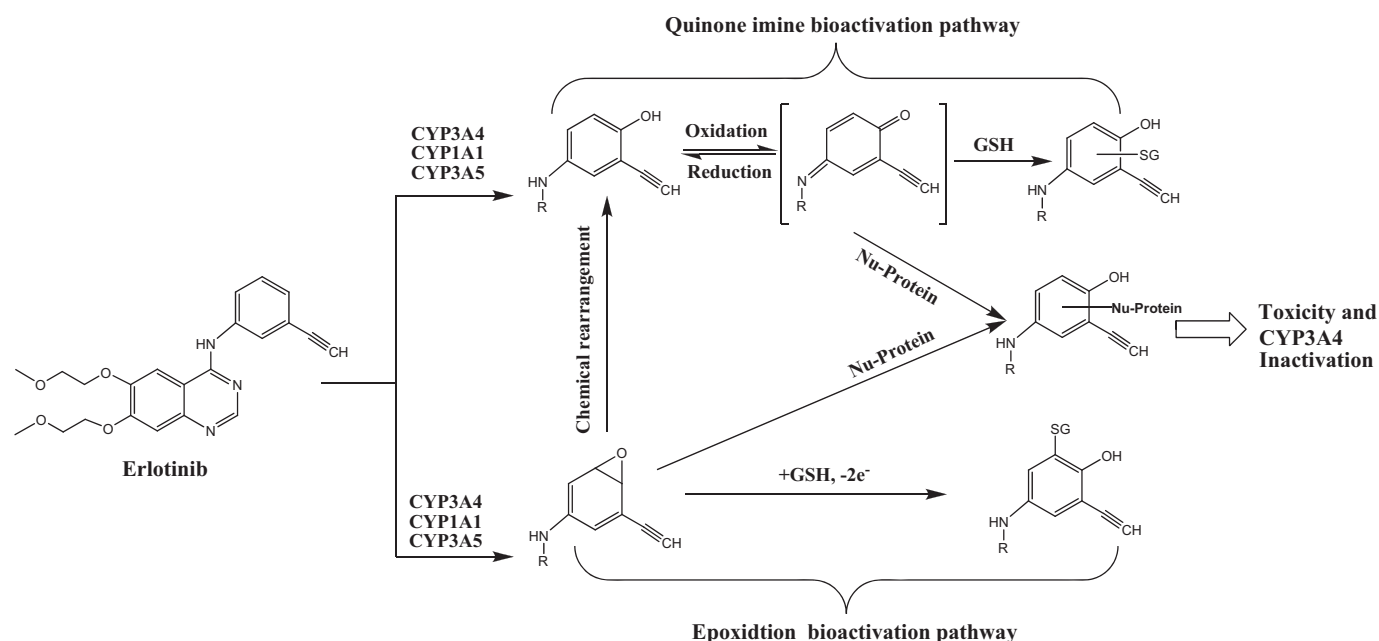 Quinone imine bioactivation pathway
CYP3A4
CYP1A1
CYP3A5
OH
HN
R
CH
Oxidation
Reduction
O
N
R
CH
GSH
OH
SG
HN
R
CH
Chemical rearrangement
Nu-Protein
Nu-Protein
OH
Nu-Protein
HN
R
CH
Toxicity and
CYP3A4
Inactivation
HN
CH
O
O
N
O
O
N
Erlotinib
CYP3A4
CYP1A1
CYP3A5
O
HN
R
CH
+GSH, -2e-
SG
OH
HN
R
CH
Epoxidtion bioactivation pathway